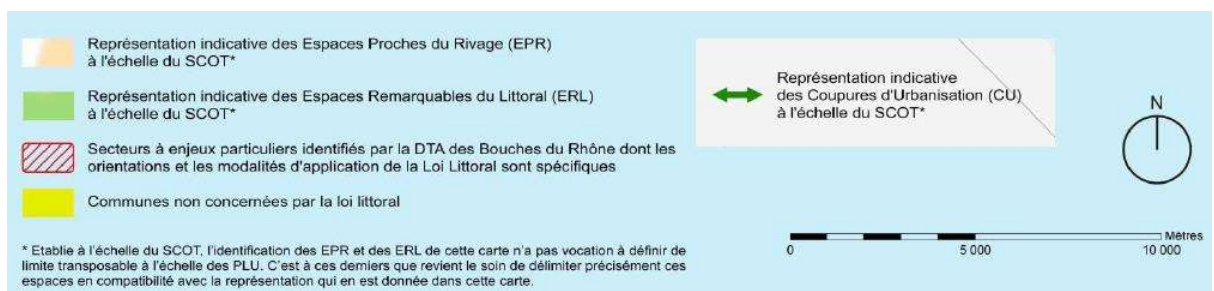 Représentation indicative des Espaces Proches du Rivage (EPR)
à l'échelle du SCOT*
Représentation indicative des Espaces Remarquables du Littoral (ERL)
à l'échelle du SCOT*
Secteurs à enjeux particuliers identifiés par la DTA des Bouches du Rhône dont les
orientations et les modalités d'application de la Loi Littoral sont spécifiques
Communes non concernées par la loi littoral
* Etablie à l'échelle du SCOT, l'identification des EPR et des ERL de cette carte n'a pas vocation à définir de
limite transposable à l'échelle des PLU. C'est à ces derniers que revient le soin de délimiter précisément ces
espaces en compatibilité avec la représentation qui en est donnée dans cette carte.
Représentation indicative
des Coupures d'Urbanisation (CU)
à l'échelle du SCOT*
N
Mètres
0 5 000 10 000